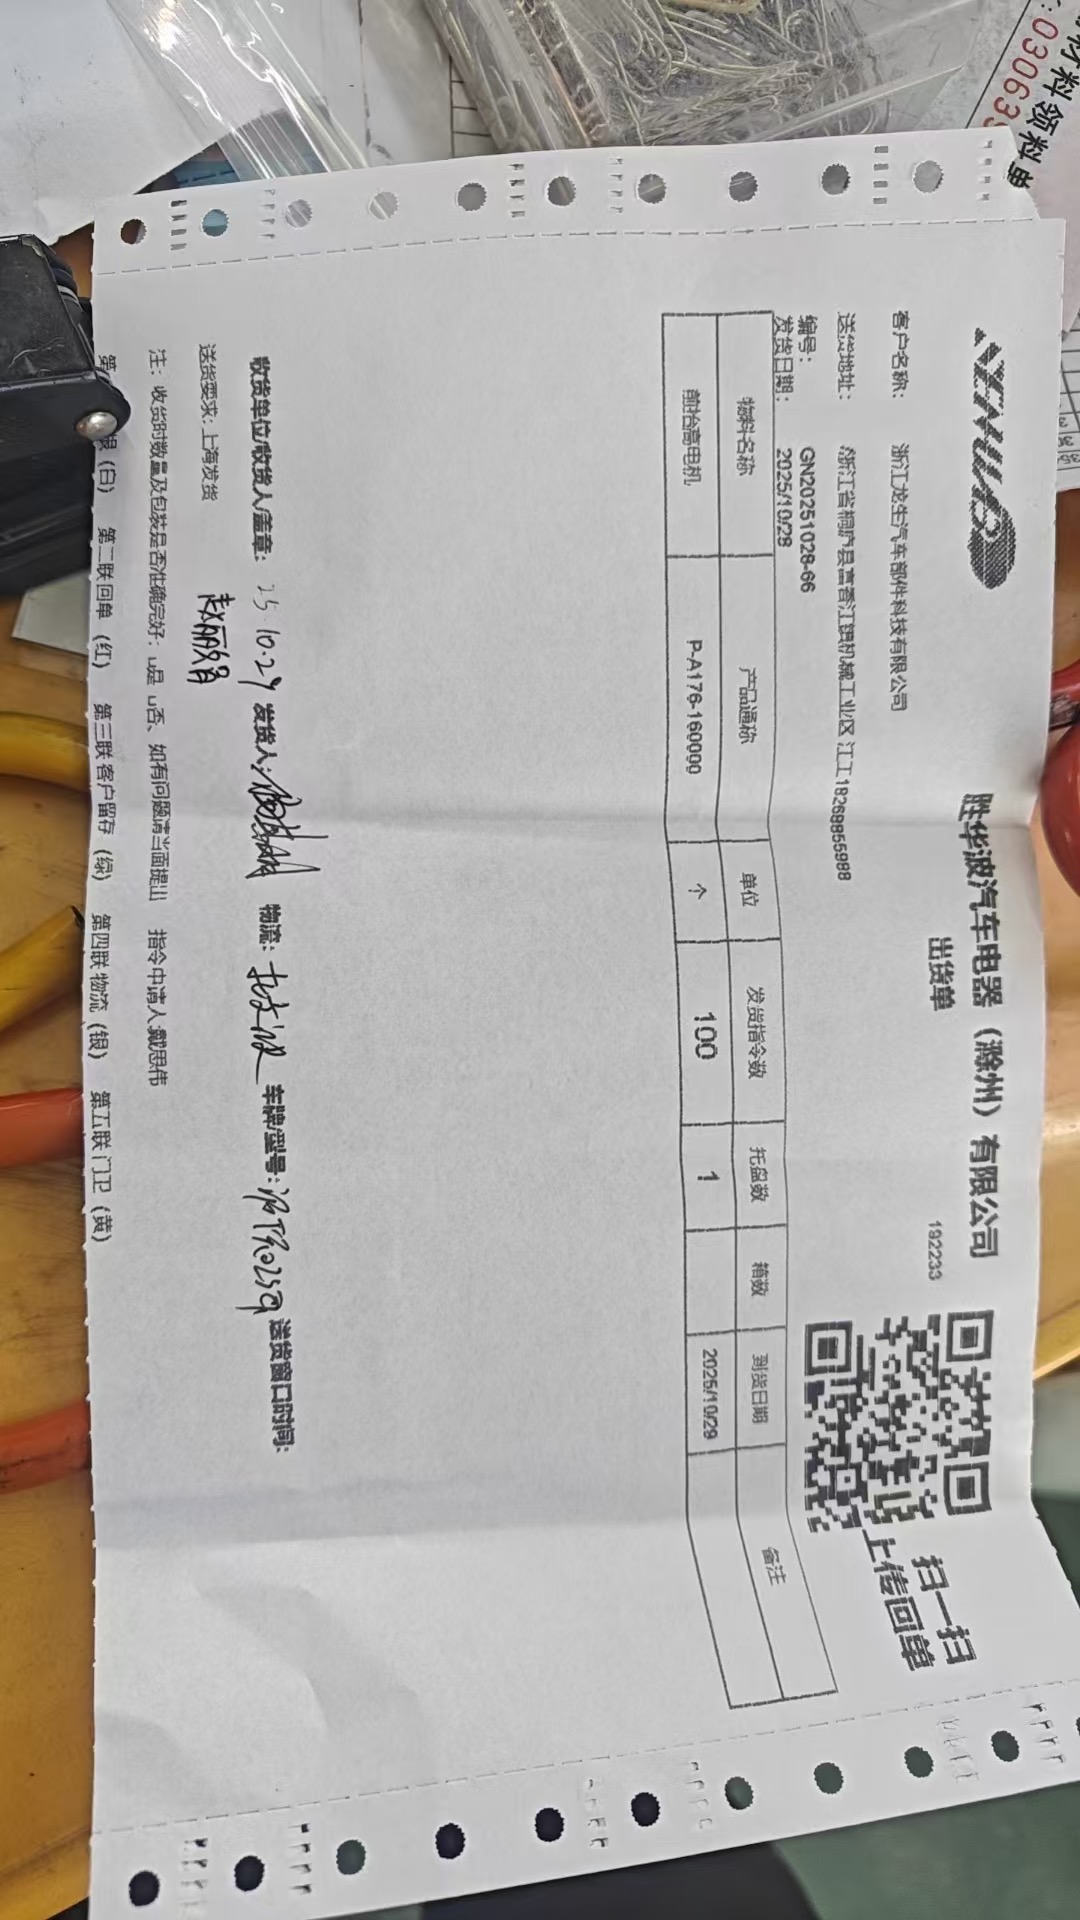 SENWO
胜华波汽车电器（滁州）有限公司
出货单
192233
扫一扫
上传回单
客户名称： 浙江龙生汽车部件科技有限公司
送货地址： 浙江省桐庐县富春江镇机械工业区 江工18268855988
编号： GN20251028-66
发货日期： 2025/10/28
物料名称 产品通称 单位 发货指令数 托盘数 箱数 到货日期 备注
前抬高电机 P-A176-160000 个 100 1 2025/10/29
收货单位/收货人/盖章： 25.10.29 发货人： 物流： 车牌/型号： 送货窗口时间：
送货要求：上海发货
注：收货时数量及包装是否准确完好：□是 □否、如有问题请当面提出 指令申请人:戴思伟
第 （白） 第二联 回单 （红） 第三联 客户留存 （绿） 第四联 物流 （银） 第五联 门卫 （黄）
材料领料单
03063